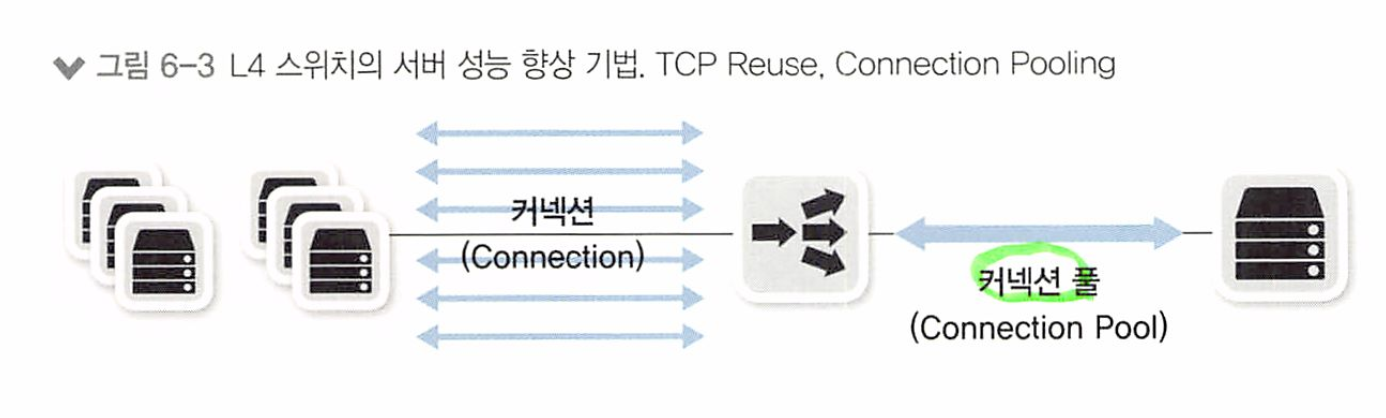 그림 6-3 L4 스위치의 서버 성능 향상 기법. TCP Reuse, Connection Pooling
커넥션
(Connection)
커넥션 풀
(Connection Pool)